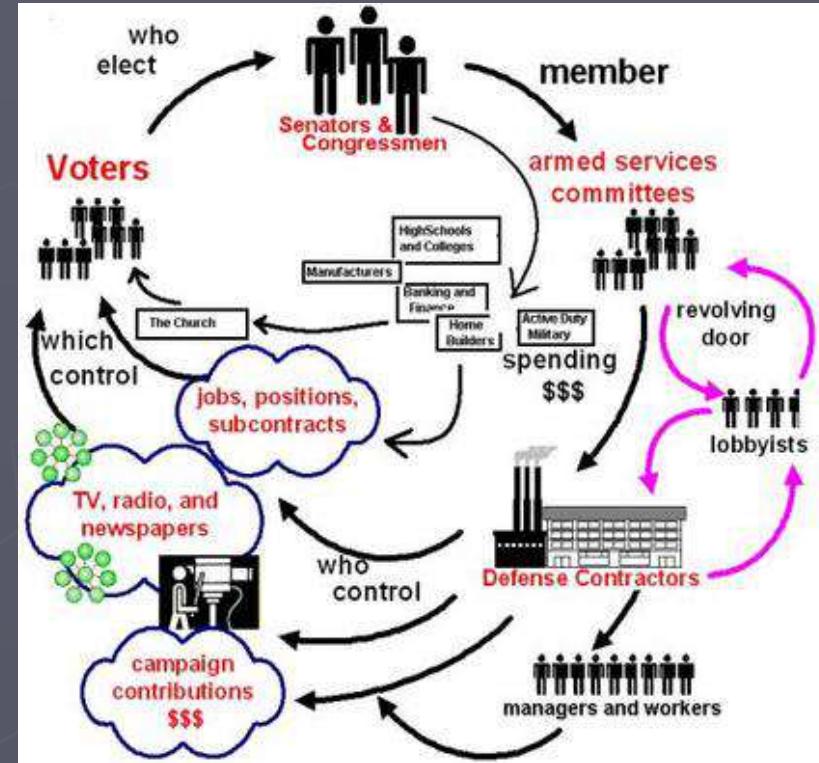 who
elect
Senators &
Congressmen
member
armed services
committees
Voters
HighSchools
and Colleges
Manufacturers
Banking and
Finance
Home
Builders
Active Duty
Military
The Church
spending
$$$
revolving
door
lobbyists
which
control
jobs, positions,
subcontracts
TV, radio, and
newspapers
who
control
Defense Contractors
campaign
contributions
$$$
managers and workers